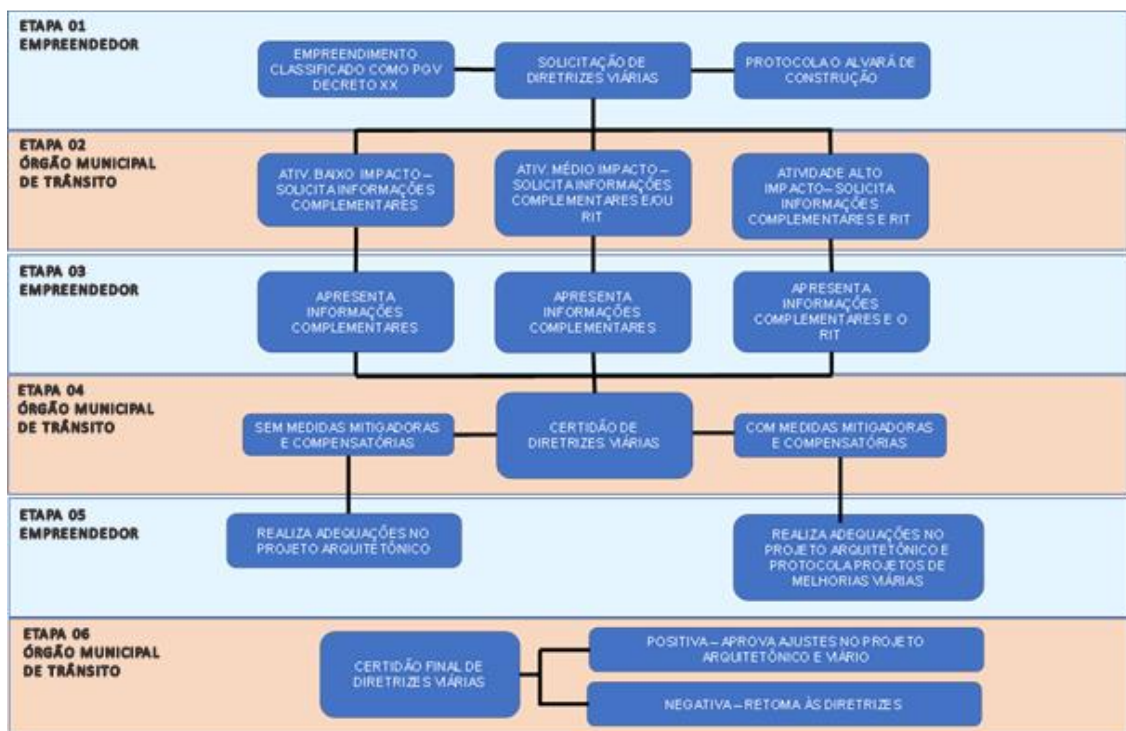 ETAPA 01
EMPREENDEDOR
EMPREENDIMENTO
CLASSIFICADO COMO PGV
DECRETO XX
SOLICITAÇÃO DE
DIRETRIZES VIÁRIAS
PROTOCOLA O ALVARÁ DE
CONSTRUÇÃO
ETAPA 02
ÓRGÃO MUNICIPAL
DE TRÂNSITO
ATIV. BAIXO IMPACTO –
SOLICITA INFORMAÇÕES
COMPLEMENTARES
ATIV. MÉDIO IMPACTO –
SOLICITA INFORMAÇÕES
COMPLEMENTARES E/OU
RIT
ATIVIDADE ALTO
IMPACTO – SOLICITA
INFORMAÇÕES
COMPLEMENTARES E RIT
ETAPA 03
EMPREENDEDOR
APRESENTA
INFORMAÇÕES
COMPLEMENTARES
APRESENTA
INFORMAÇÕES
COMPLEMENTARES
APRESENTA
INFORMAÇÕES
COMPLEMENTARES E O
RIT
ETAPA 04
ÓRGÃO MUNICIPAL
DE TRÂNSITO
SEM MEDIDAS MITIGADORAS
E COMPENSATÓRIAS
CERTIDÃO DE
DIRETRIZES VIÁRIAS
COM MEDIDAS MITIGADORAS
E COMPENSATÓRIAS
ETAPA 05
EMPREENDEDOR
REALIZA ADEQUAÇÕES NO
PROJETO ARQUITETÔNICO
REALIZA ADEQUAÇÕES NO
PROJETO ARQUITETÔNICO E
PROTOCOLA PROJETOS DE
MELHORIAS VIÁRIAS
ETAPA 06
ÓRGÃO MUNICIPAL
DE TRÂNSITO
CERTIDÃO FINAL DE
DIRETRIZES VIÁRIAS
POSITIVA – APROVA AJUSTES NO PROJETO
ARQUITETÔNICO E VIÁRIO
NEGATIVA – RETOMA ÀS DIRETRIZES